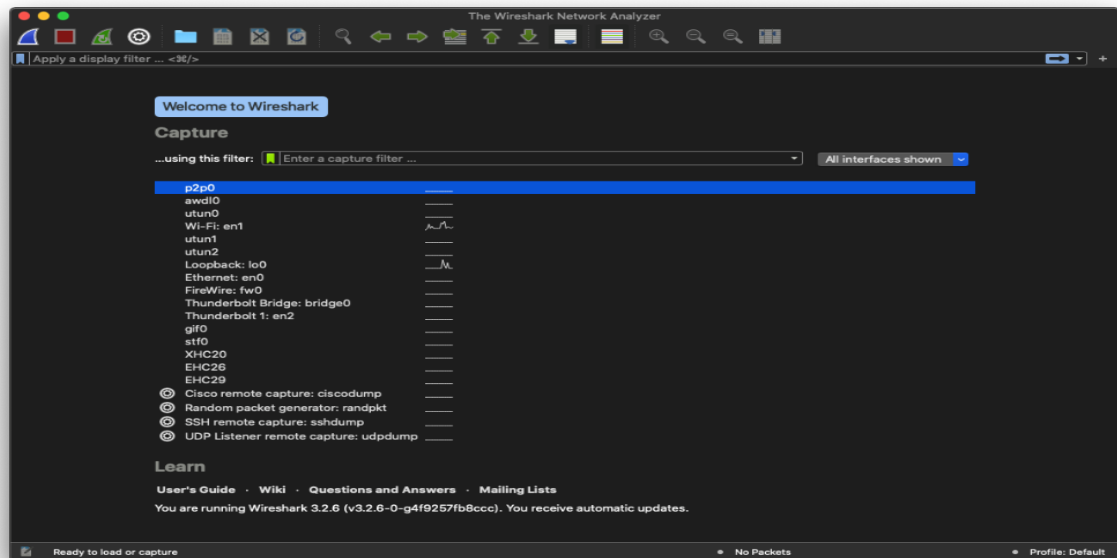 The Wireshark Network Analyzer
Apply a display filter ... <⌘/>
+
Welcome to Wireshark
Capture
...using this filter: Enter a capture filter ... All interfaces shown
p2p0
awdl0
utun0
Wi-Fi: en1
utun1
utun2
Loopback: lo0
Ethernet: en0
FireWire: fw0
Thunderbolt Bridge: bridge0
Thunderbolt 1: en2
gif0
stf0
XHC20
EHC26
EHC29
Cisco remote capture: ciscodump
Random packet generator: randpkt
SSH remote capture: sshdump
UDP Listener remote capture: udpdump
Learn
User's Guide · Wiki · Questions and Answers · Mailing Lists
You are running Wireshark 3.2.6 (v3.2.6-0-g4f9257fb8ccc). You receive automatic updates.
Ready to load or capture No Packets Profile: Default